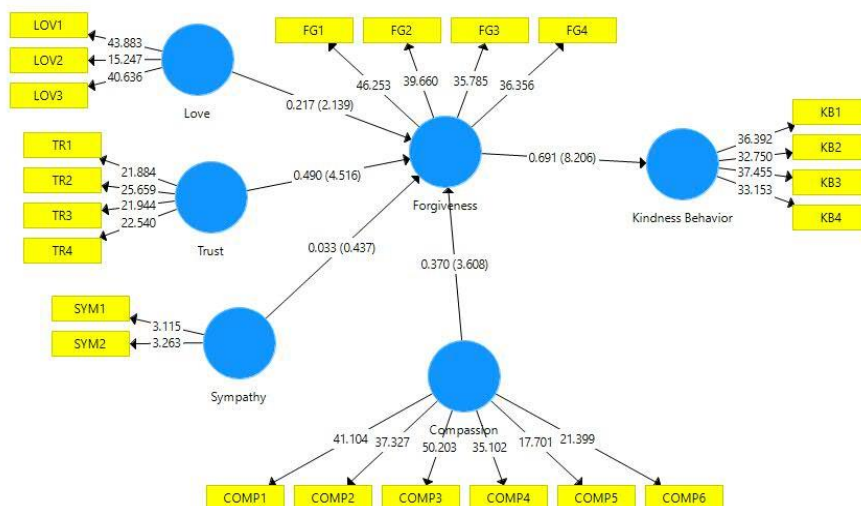 LOV1
LOV2
LOV3
43.883
15.247
40.636
Love
FG1
FG2
FG3
FG4
46.253
39.660
35.785
36.356
0.217 (2.139)
TR1
TR2
TR3
TR4
21.884
25.659
21.944
22.540
Trust
0.490 (4.516)
Forgiveness
0.691 (8.206)
KB1
KB2
KB3
KB4
36.392
32.750
37.455
33.153
Kindness Behavior
0.033 (0.437)
0.370 (3.608)
SYM1
SYM2
3.115
3.263
Sympathy
Compassion
41.104
37.327
50.203
35.102
17.701
21.399
COMP1
COMP2
COMP3
COMP4
COMP5
COMP6